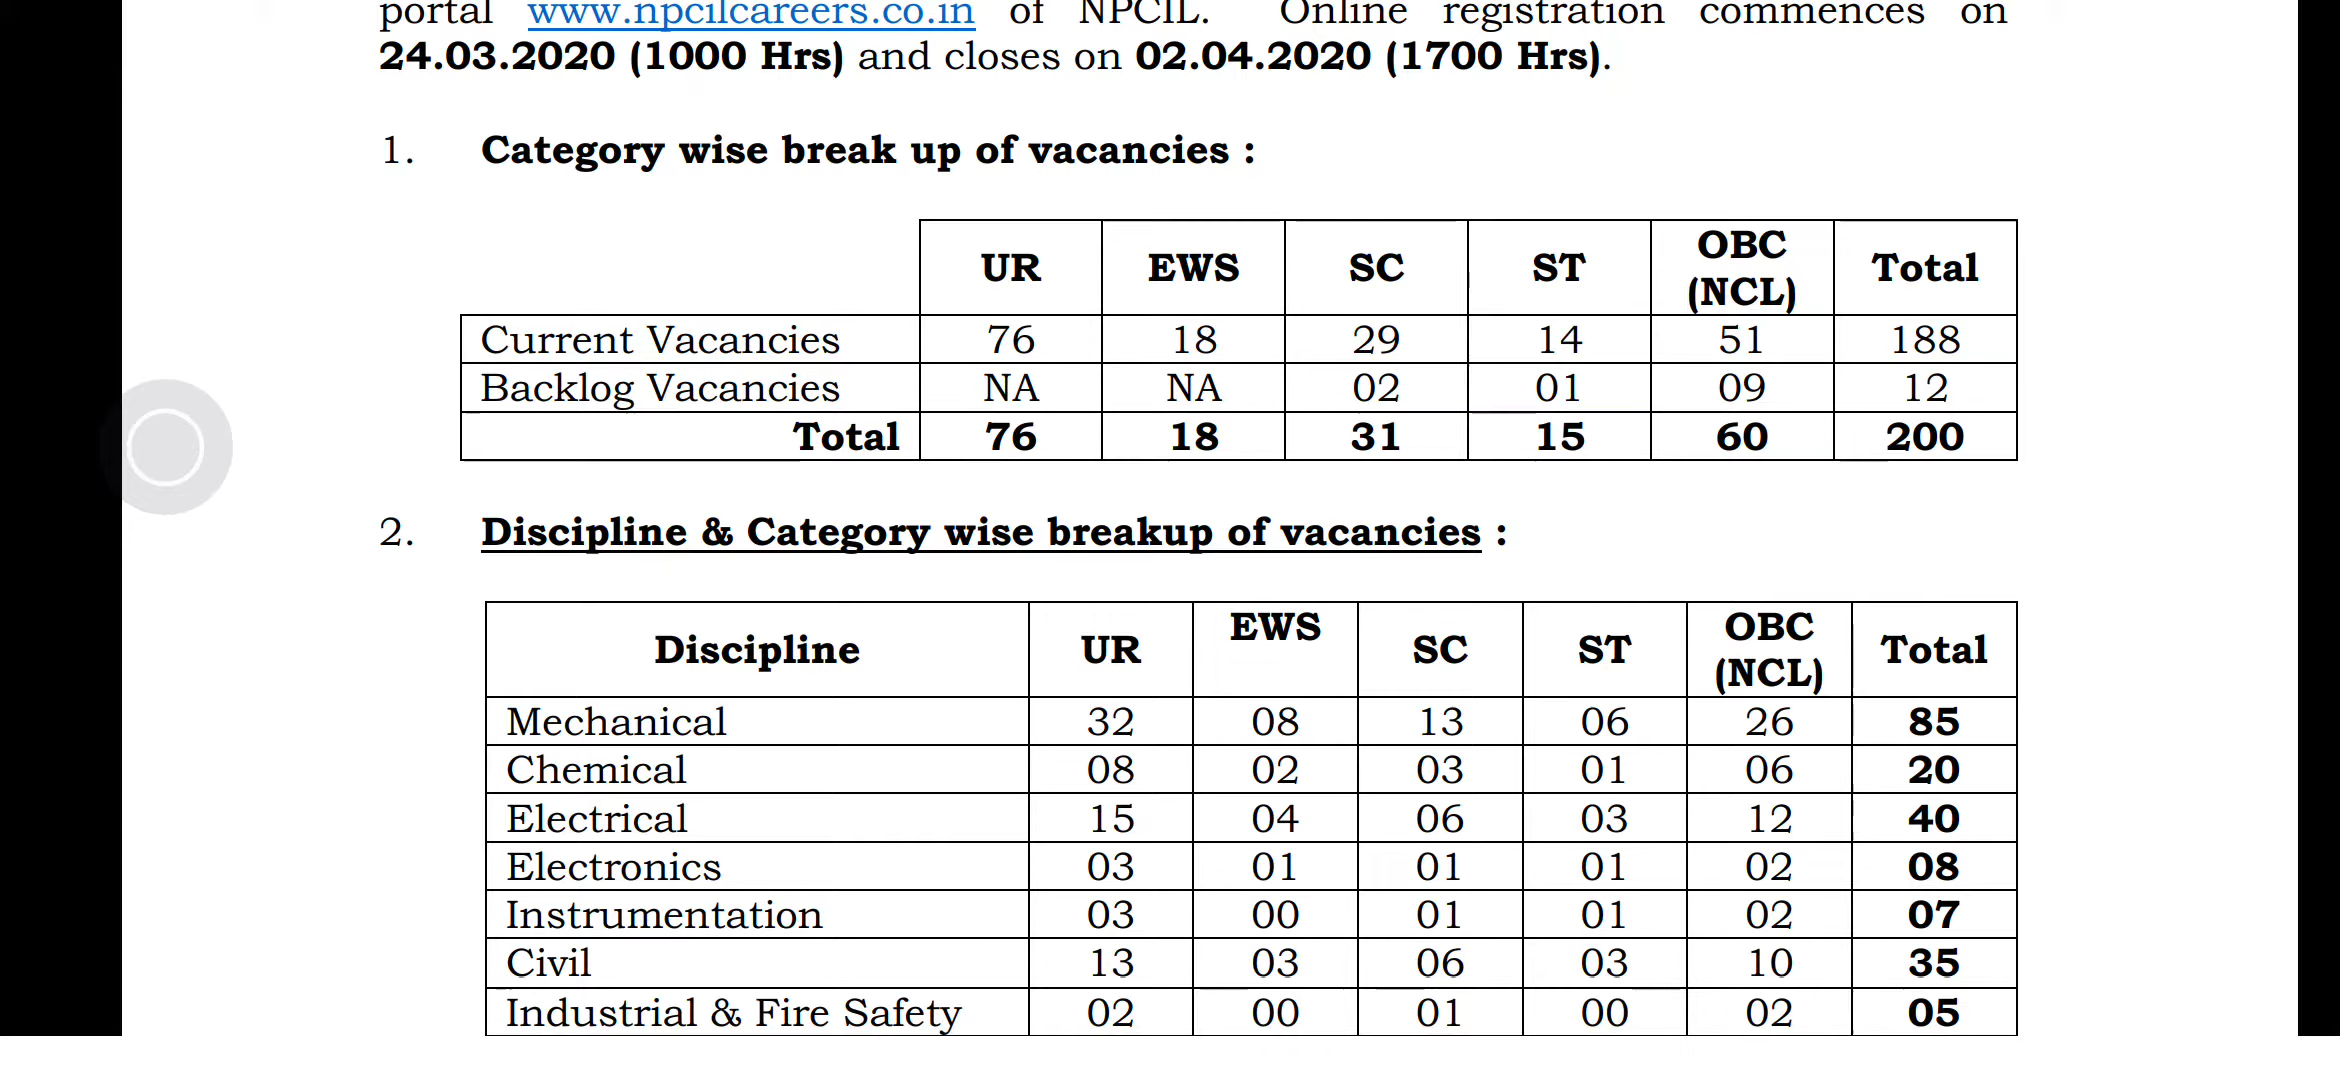 portal www.npcilcareers.co.in of NPCIL. Online registration commences on
24.03.2020 (1000 Hrs) and closes on 02.04.2020 (1700 Hrs).
1. Category wise break up of vacancies :
UR EWS SC ST OBC (NCL) Total
Current Vacancies 76 18 29 14 51 188
Backlog Vacancies NA NA 02 01 09 12
Total 76 18 31 15 60 200
2. Discipline & Category wise breakup of vacancies :
Discipline UR EWS SC ST OBC (NCL) Total
Mechanical 32 08 13 06 26 85
Chemical 08 02 03 01 06 20
Electrical 15 04 06 03 12 40
Electronics 03 01 01 01 02 08
Instrumentation 03 00 01 01 02 07
Civil 13 03 06 03 10 35
Industrial & Fire Safety 02 00 01 00 02 05